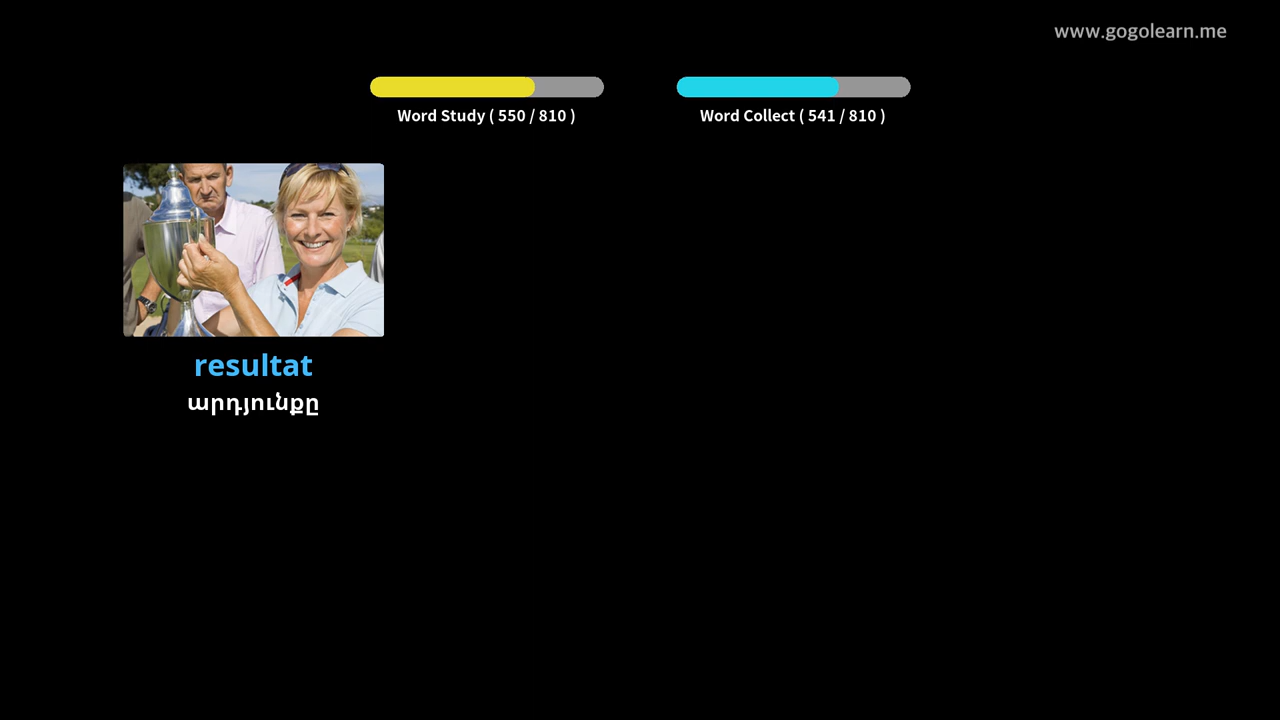 www.gogolearn.me
Word Study ( 550 / 810 )
Word Collect ( 541 / 810 )
resultat
արդյունքը